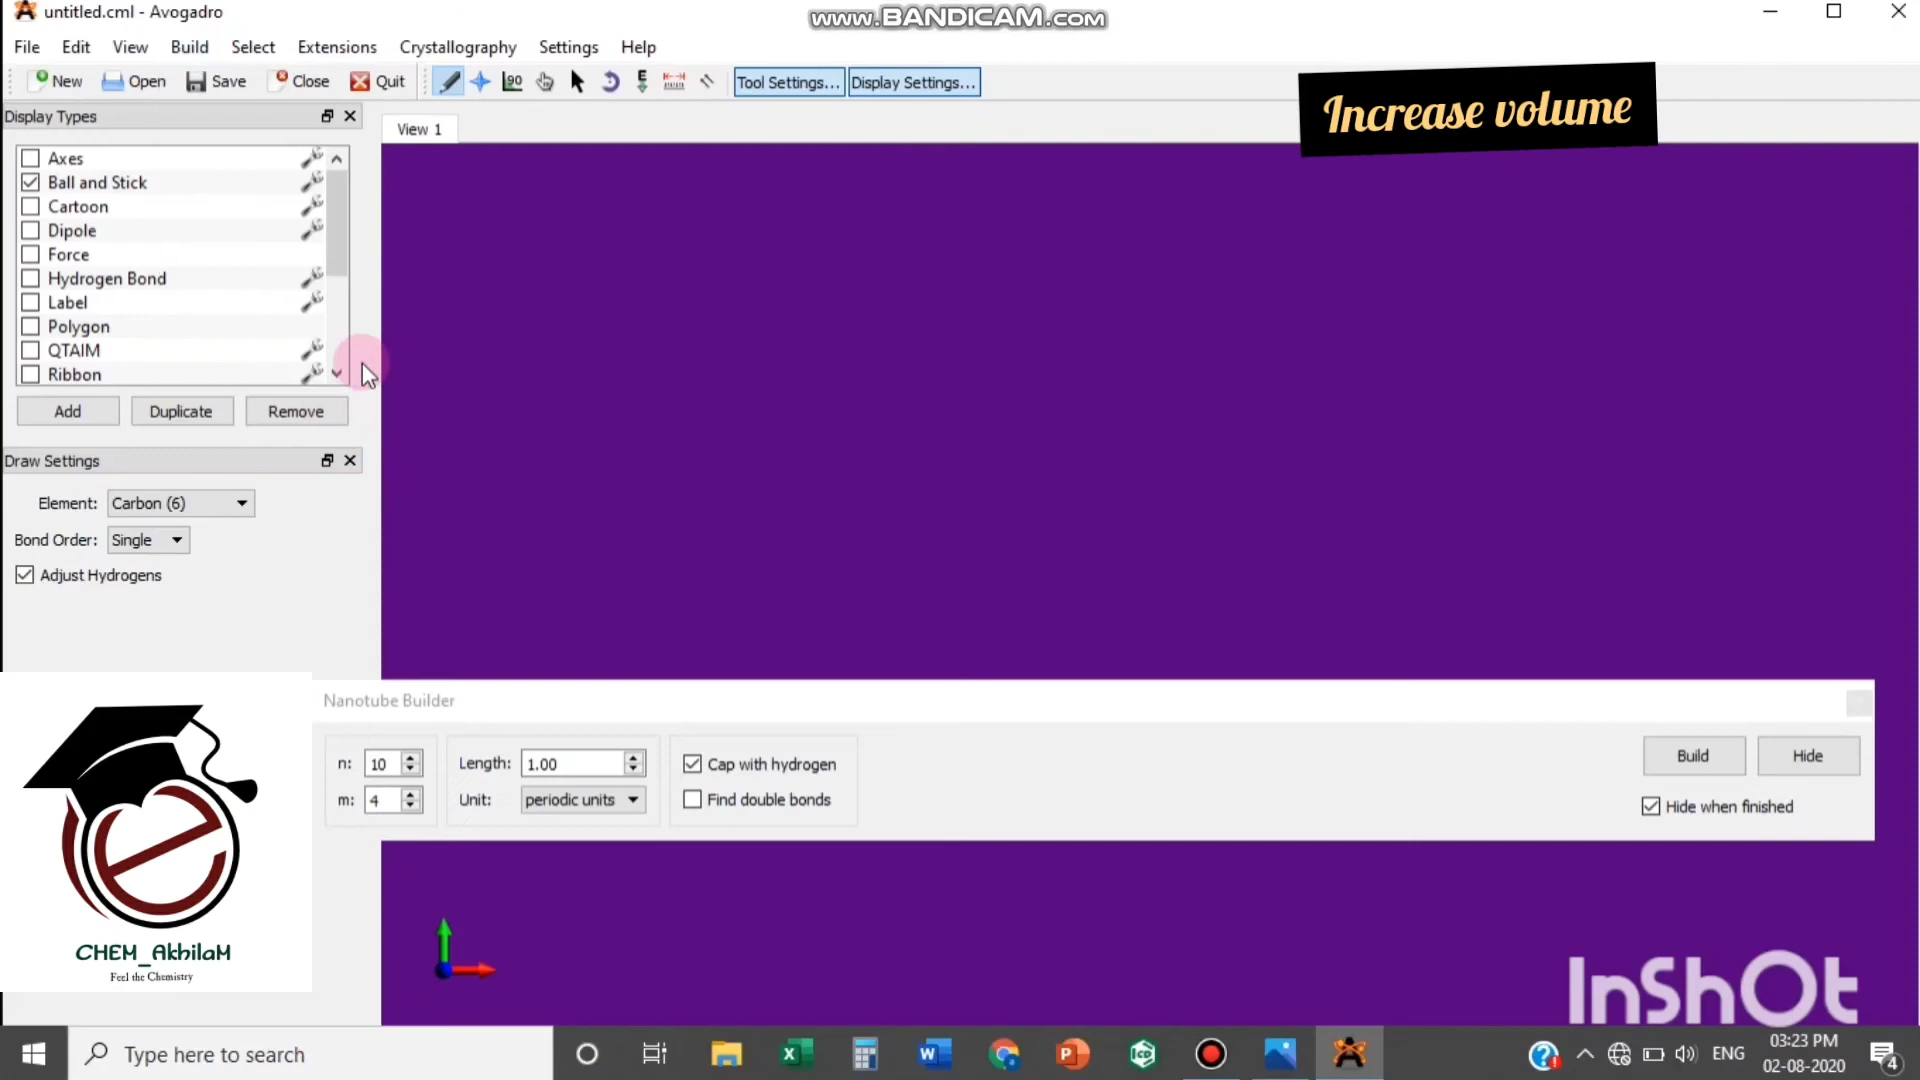 untitled.cml - Avogadro
WWW.BANDICAM.COM
File Edit View Build Select Extensions Crystallography Settings Help
New Open Save Close Quit Tool Settings... Display Settings...
Increase volume
Display Types
View 1
Axes
Ball and Stick
Cartoon
Dipole
Force
Hydrogen Bond
Label
Polygon
QTAIM
Ribbon
Add Duplicate Remove
Draw Settings
Element: Carbon (6)
Bond Order: Single
Adjust Hydrogens
Nanotube Builder
n: 10 Length: 1.00 Cap with hydrogen Build Hide
m: 4 Unit: periodic units Find double bonds Hide when finished
CHEM_AkhilaM
Feel the Chemistry
InShOt
Type here to search
ENG
03:23 PM
02-08-2020
4